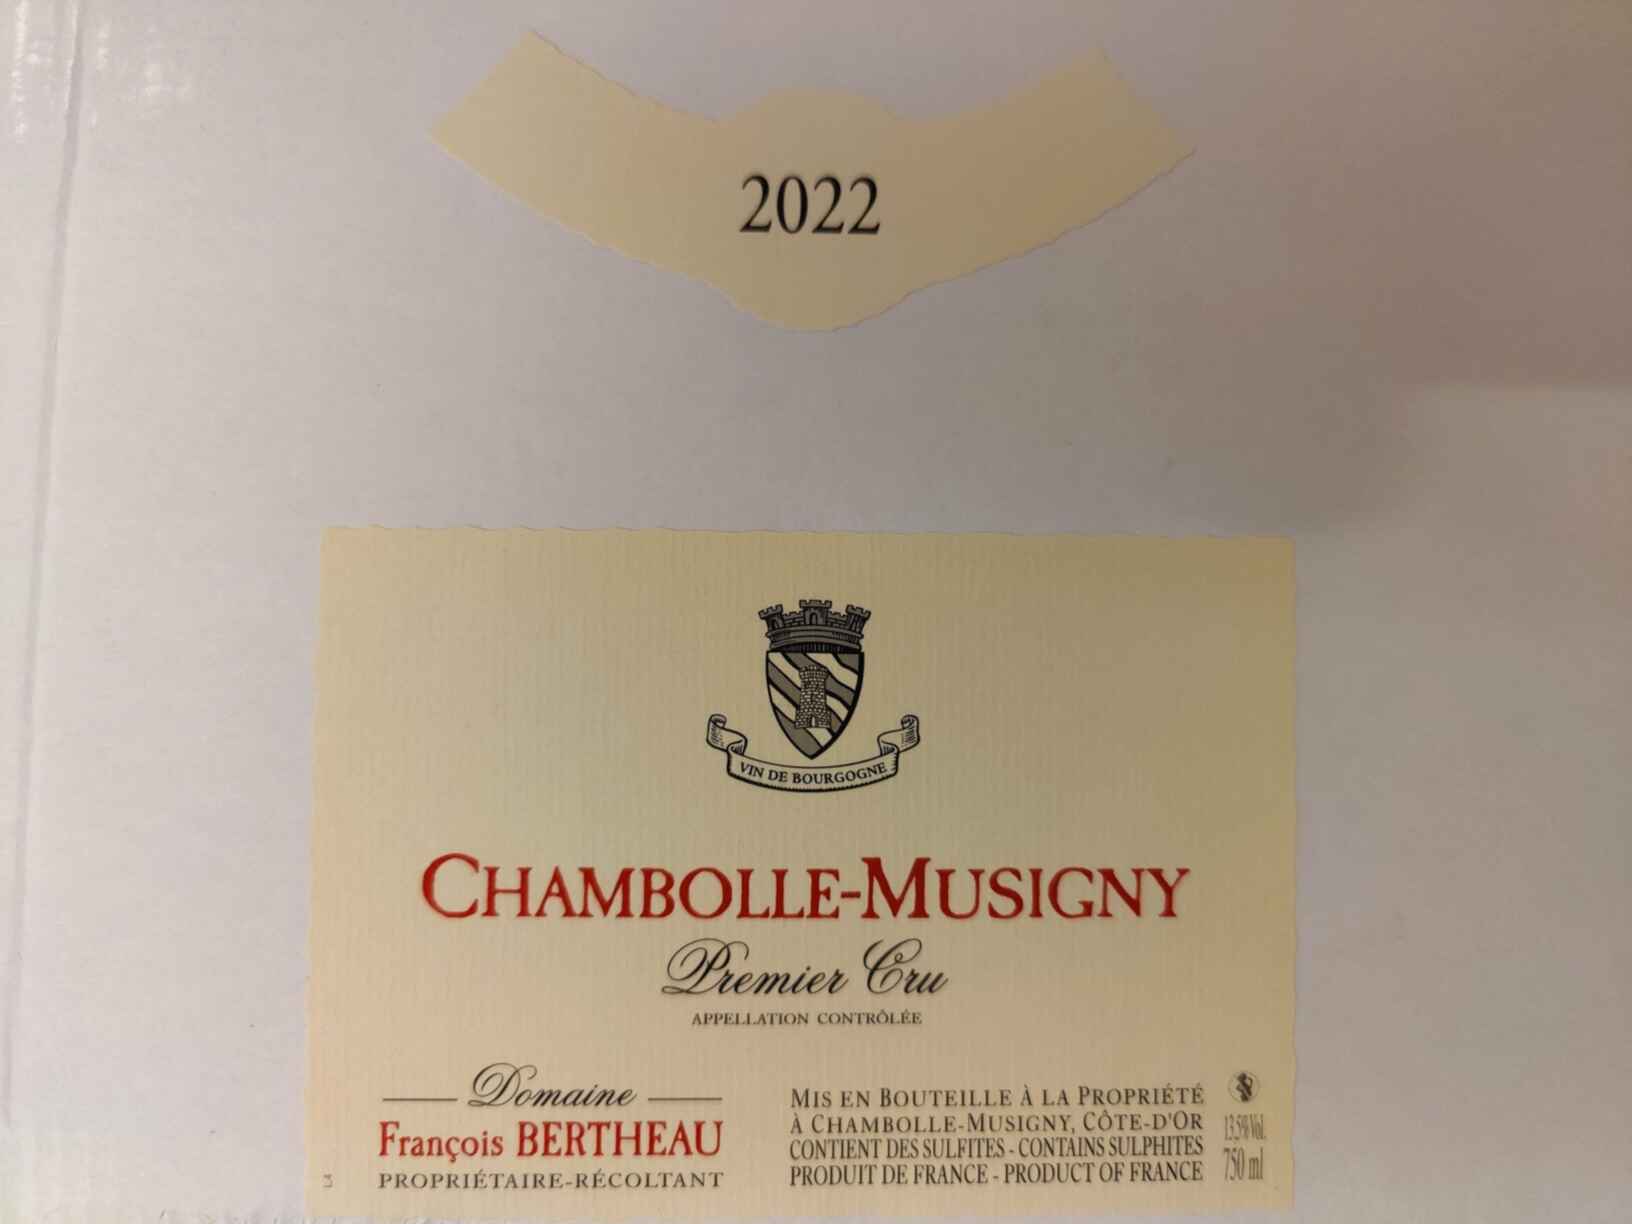 2022
VIN DE BOURGOGNE
CHAMBOLLE-MUSIGNY
Premier Cru
APPELLATION CONTRÔLÉE
Domaine
François BERTHEAU
PROPRIÉTAIRE-RÉCOLTANT
MIS EN BOUTEILLE À LA PROPRIÉTÉ
À CHAMBOLLE-MUSIGNY, CÔTE-D'OR
CONTIENT DES SULFITES - CONTAINS SULPHITES
PRODUIT DE FRANCE - PRODUCT OF FRANCE
13.5% Vol.
750 ml